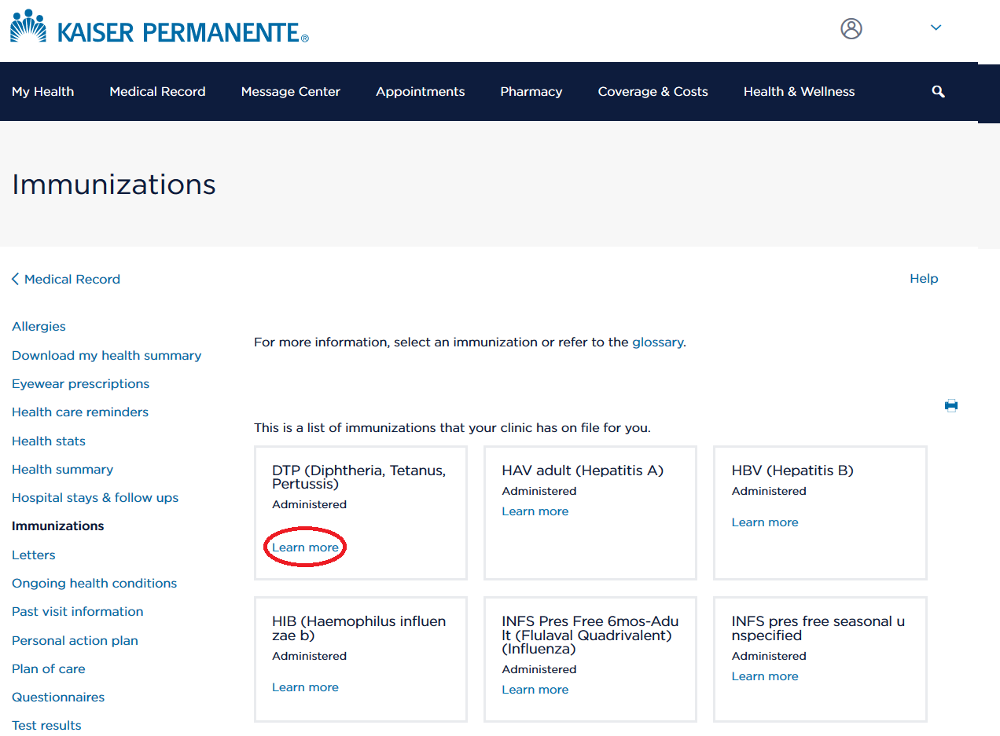 KAISER PERMANENTE®
My Health Medical Record Message Center Appointments Pharmacy Coverage & Costs Health & Wellness
Immunizations
Medical Record
Help
Allergies
Download my health summary
Eyewear prescriptions
Health care reminders
Health stats
Health summary
Hospital stays & follow ups
Immunizations
Letters
Ongoing health conditions
Past visit information
Personal action plan
Plan of care
Questionnaires
Test results
For more information, select an immunization or refer to the glossary.
This is a list of immunizations that your clinic has on file for you.
DTP (Diphtheria, Tetanus,
Pertussis)
Administered
Learn more
HAV adult (Hepatitis A)
Administered
Learn more
HBV (Hepatitis B)
Administered
Learn more
HIB (Haemophilus influen
zae b)
Administered
Learn more
INFS Pres Free 6mos-Adu
lt (Flulaval Quadrivalent)
(Influenza)
Administered
Learn more
INFS pres free seasonal u
nspecified
Administered
Learn more